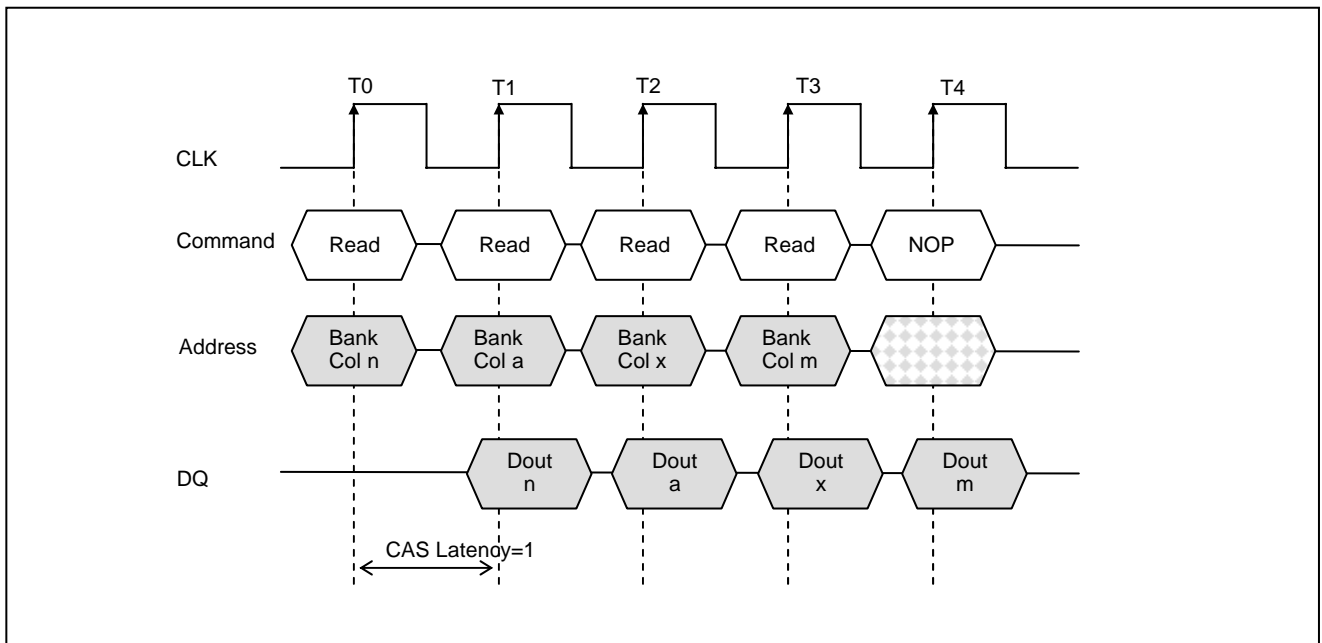 T0 T1 T2 T3 T4
CLK
Command Read Read Read Read NOP
Address Bank Col n Bank Col a Bank Col x Bank Col m
DQ Dout n Dout a Dout x Dout m
CAS Latency=1